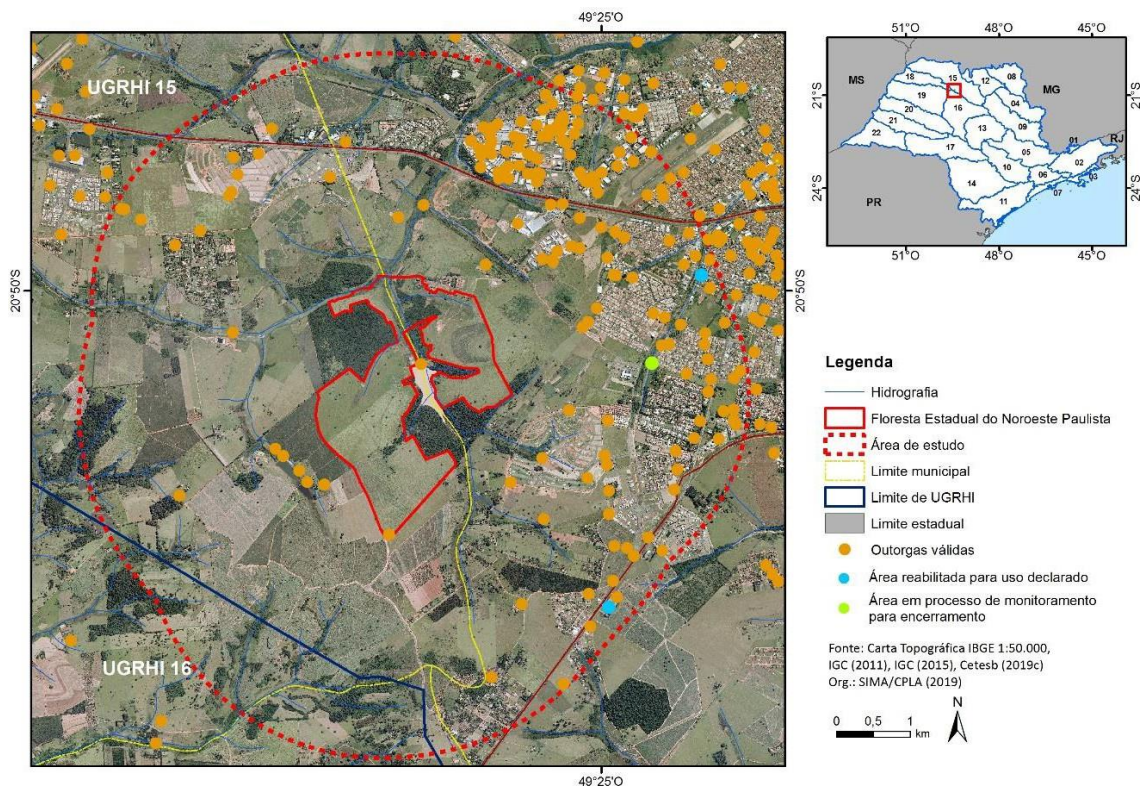 49°25'O
UGRHI 15
20°50'S
20°50'S
UGRHI 16
49°25'O
51°O
48°O
45°O
MS
MG
RJ
PR
21°S
24°S
21°S
24°S
18
15
12
08
19
16
04
20
21
13
09
22
17
05
01
10
02
06
03
14
07
11
51°O
48°O
45°O
Legenda
Hidrografia
Floresta Estadual do Noroeste Paulista
Área de estudo
Limite municipal
Limite de UGRHI
Limite estadual
Outorgas válidas
Área reabilitada para uso declarado
Área em processo de monitoramento
para encerramento
Fonte: Carta Topográfica IBGE 1:50.000,
IGC (2011), IGC (2015), Cetesb (2019c)
Org.: SIMA/CPLA (2019)
N
0 0,5 1
km